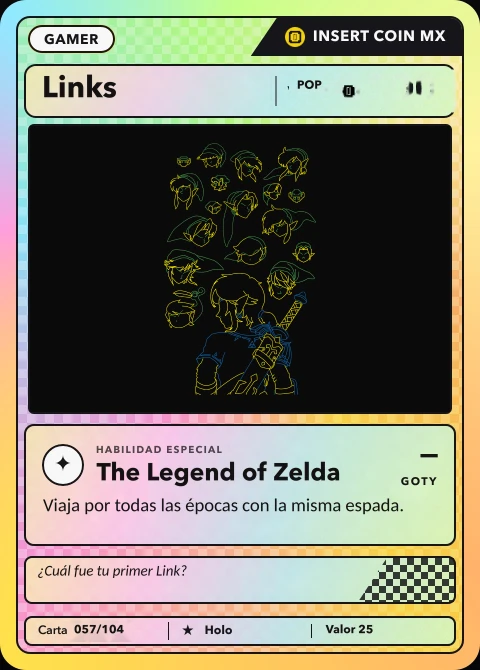 GAMER
INSERT COIN MX
Links
POP
HABILIDAD ESPECIAL
The Legend of Zelda
GOTY
Viaja por todas las épocas con la misma espada.
¿Cuál fue tu primer Link?
Carta 057/104
★ Holo
Valor 25